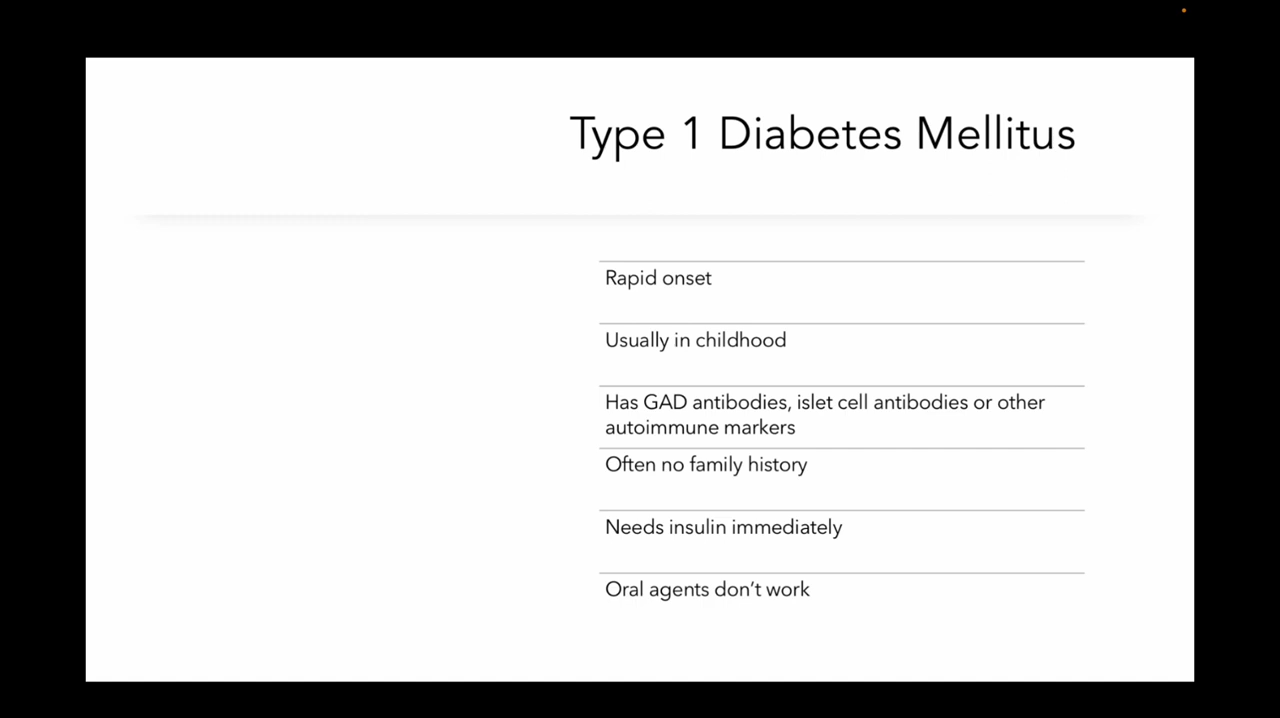 Type 1 Diabetes Mellitus
Rapid onset
Usually in childhood
Has GAD antibodies, islet cell antibodies or other
autoimmune markers
Often no family history
Needs insulin immediately
Oral agents don’t work